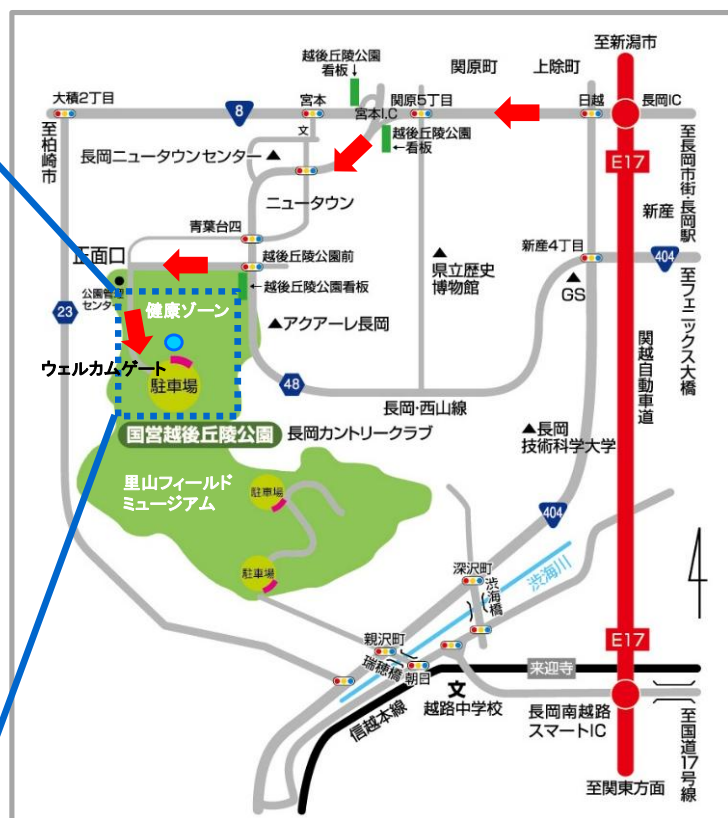 至新潟市
越後丘陵公園
看板
関原町
上除町
大積2丁目
宮本
宮本I.C
関原5丁目
日越
長岡IC
8
文
越後丘陵公園
←看板
至柏崎市
長岡ニュータウンセンター▲
E17
至長岡市街・長岡駅
ニュータウン
新産
青葉台四
新産4丁目
404
正面口
越後丘陵公園前
▲
県立歴史
博物館
▲
GS
公園管理
センター
健康ゾーン
越後丘陵公園看板
至フェニックス大橋
23
▲アクアーレ長岡
関越自動車道
ウェルカムゲート
駐車場
48
長岡・西山線
国営越後丘陵公園
長岡カントリークラブ
▲長岡
技術科学大学
里山フィールド
ミュージアム
駐車場
404
渋海川
駐車場
深沢町
渋海橋
親沢町
瑞穂橋
朝日
E17
来迎寺
文
越路中学校
信越本線
長岡南越路
スマートIC
至国道17号線
至関東方面